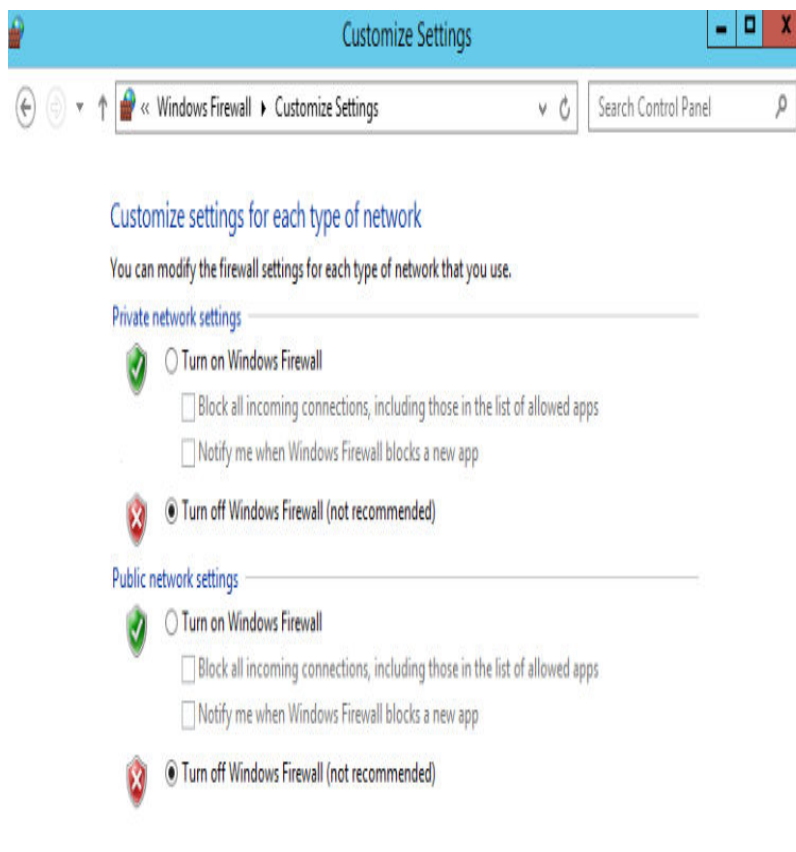 Customize Settings
« Windows Firewall ▸ Customize Settings
Search Control Panel
Customize settings for each type of network
You can modify the firewall settings for each type of network that you use.
Private network settings
Turn on Windows Firewall
Block all incoming connections, including those in the list of allowed apps
Notify me when Windows Firewall blocks a new app
Turn off Windows Firewall (not recommended)
Public network settings
Turn on Windows Firewall
Block all incoming connections, including those in the list of allowed apps
Notify me when Windows Firewall blocks a new app
Turn off Windows Firewall (not recommended)